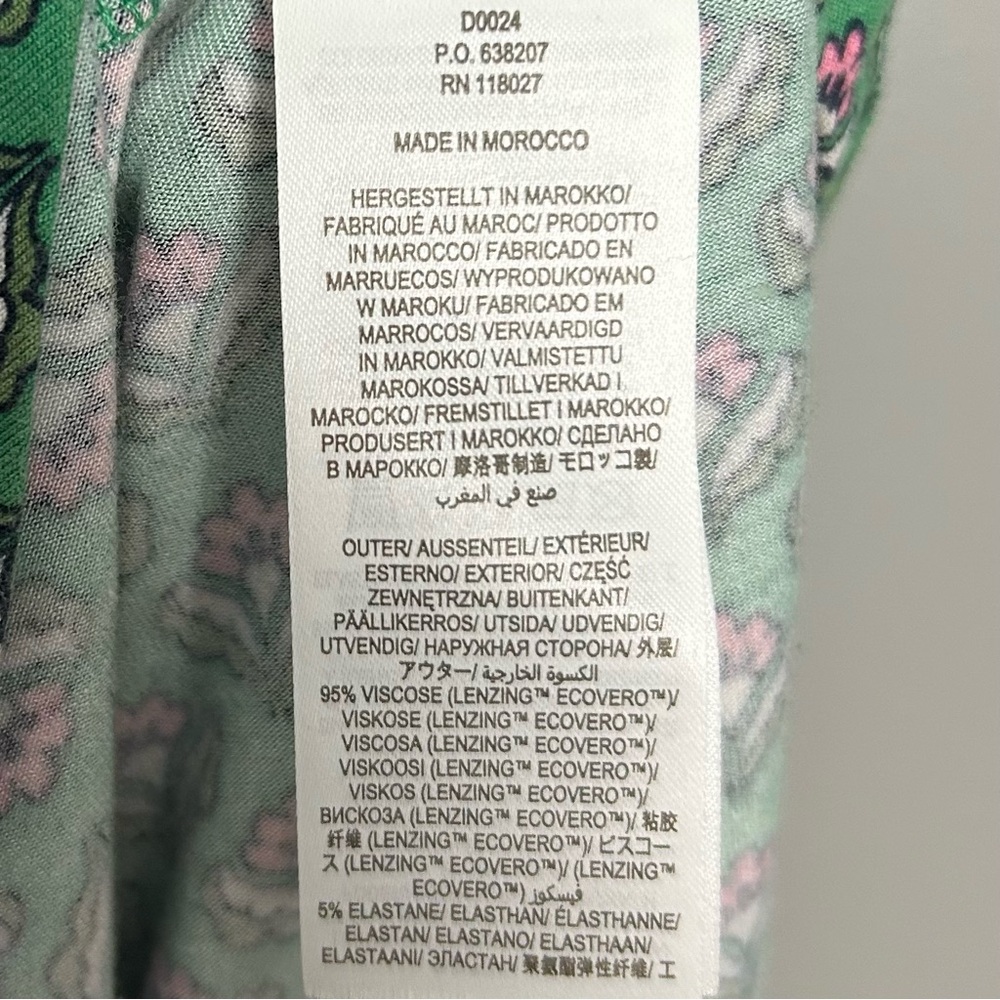 D0024
P.O. 638207
RN 118027
MADE IN MOROCCO
HERGESTELLT IN MAROKKO/
FABRIQUÉ AU MAROC/ PRODOTTO
IN MAROCCO/ FABRICADO EN
MARRUECOS/ WYPRODUKOWANO
W MAROKU/ FABRICADO EM
MARROCOS/ VERVAARDIGD
IN MAROKKO/ VALMISTETTU
MAROKOSSA/ TILLVERKAD I
MAROCKO/ FREMSTILLET I MAROKKO/
PRODUSERT I MAROKKO/ СДЕЛАНО
В МАРОККО/ 摩洛哥制造/ モロッコ製/
صنع في المغرب
OUTER/ AUSSENTEIL/ EXTÉRIEUR/
ESTERNO/ EXTERIOR/ CZĘŚĆ
ZEWNĘTRZNA/ BUITENKANT/
PÄÄLLIKERROS/ UTSIDA/ UDVENDIG/
UTVENDIG/ НАРУЖНАЯ СТОРОНА/ 外层/
アウター/ الكسوة الخارجية
95% VISCOSE (LENZING™ ECOVERO™)/
VISKOSE (LENZING™ ECOVERO™)/
VISCOSA (LENZING™ ECOVERO™)/
VISKOOSI (LENZING™ ECOVERO™)/
VISKOS (LENZING™ ECOVERO™)/
ВИСКОЗА (LENZING™ ECOVERO™)/ 粘胶
纤维 (LENZING™ ECOVERO™)/ ビスコー
ス (LENZING™ ECOVERO™)/ (LENZING™
ECOVERO™) فيسكوز
5% ELASTANE/ ELASTHAN/ ÉLASTHANNE/
ELASTAN/ ELASTANO/ ELASTHAAN/
ELASTAANI/ ЭЛАСТАН/ 聚氨酯弹性纤维/ エ